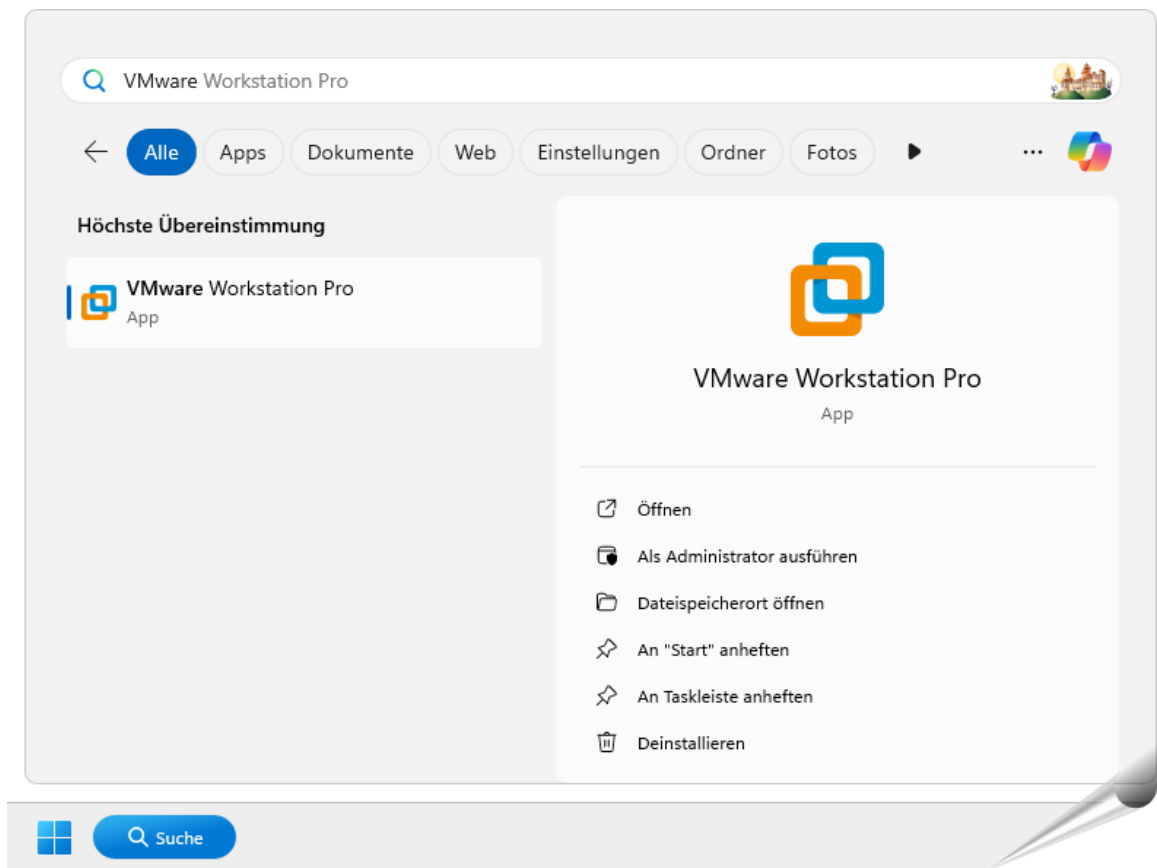 VMware Workstation Pro
Alle Apps Dokumente Web Einstellungen Ordner Fotos
Höchste Übereinstimmung
VMware Workstation Pro
App
VMware Workstation Pro
App
Öffnen
Als Administrator ausführen
Dateispeicherort öffnen
An "Start" anheften
An Taskleiste anheften
Deinstallieren
Suche